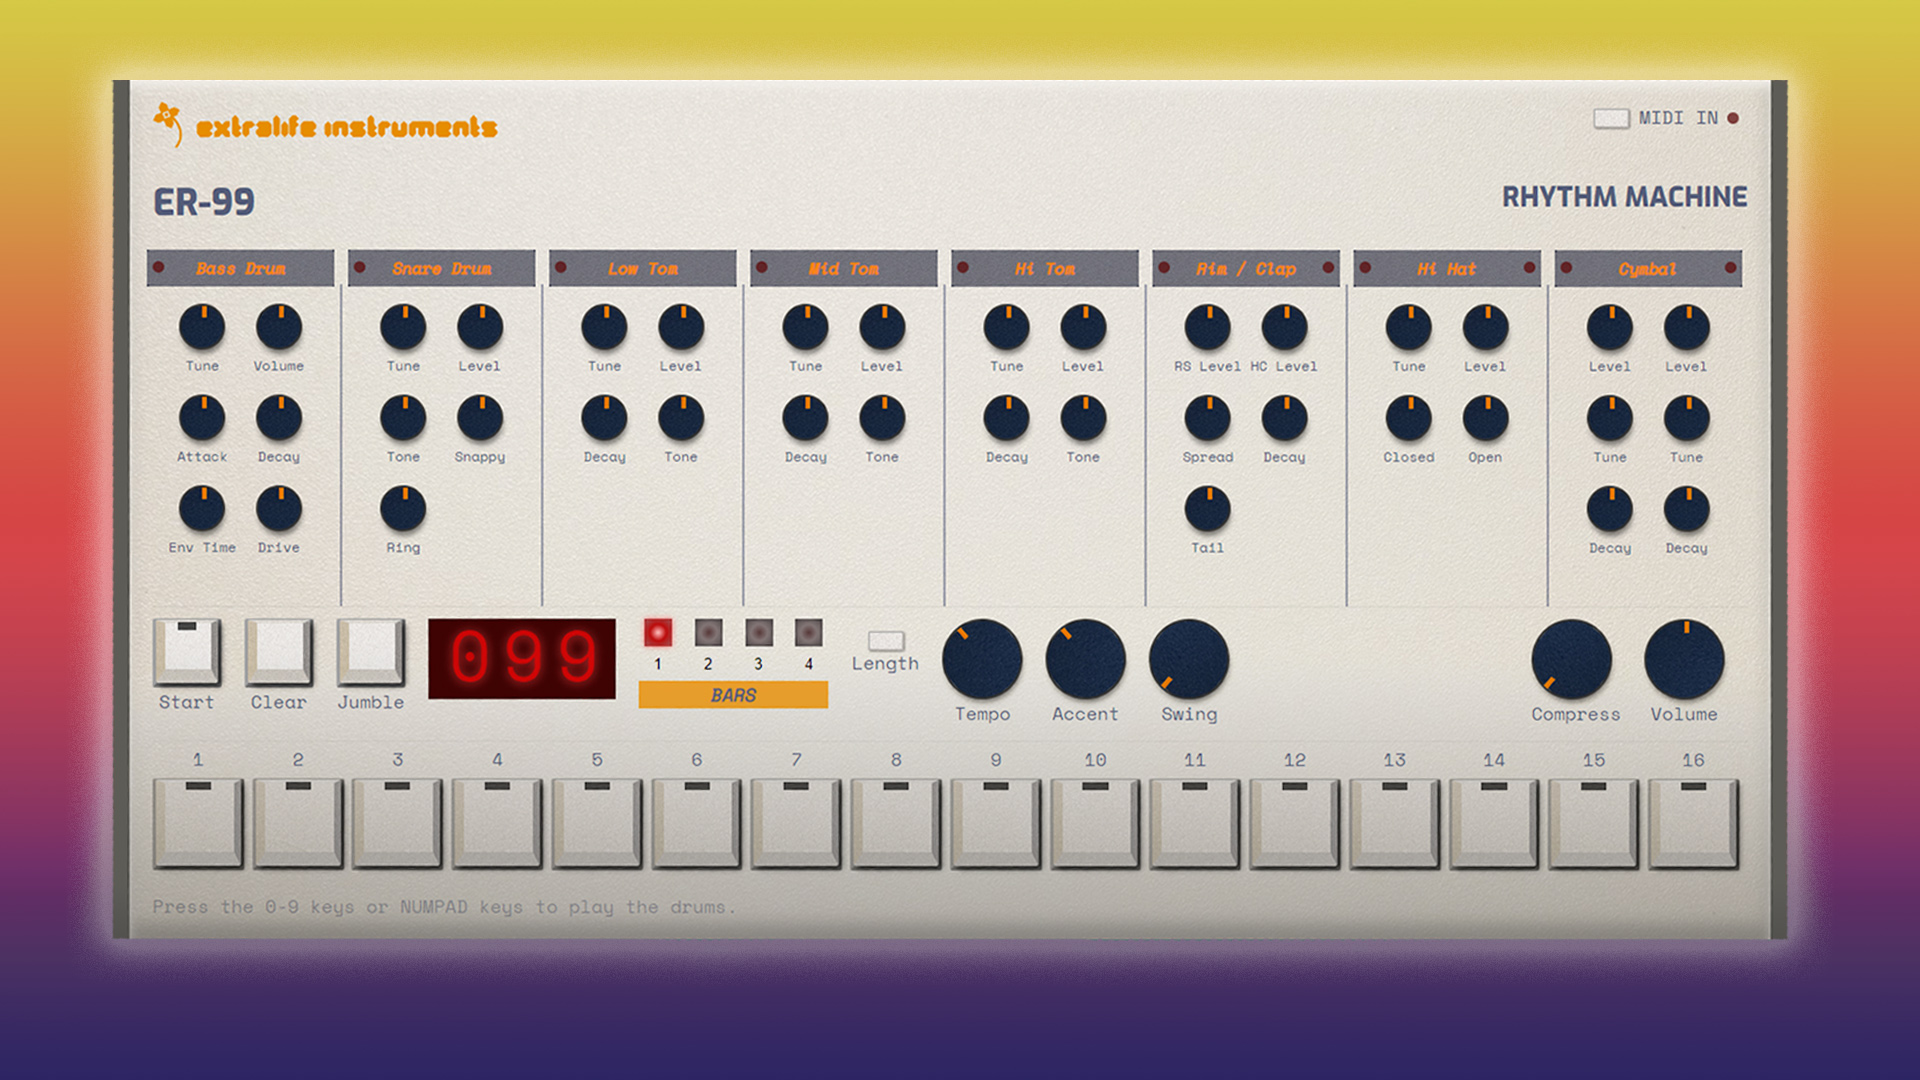 extralife instruments
MIDI IN
ER-99
RHYTHM MACHINE
Bass Drum Snare Drum Low Tom Mid Tom Hi Tom Rim / Clap Hi Hat Cymbal
Tune Volume Tune Level Tune Level Tune Level Tune Level RS Level HC Level Tune Level Level Level
Attack Decay Tone Snappy Decay Tone Decay Tone Decay Tone Spread Decay Closed Open Tune Tune
Env Time Drive Ring Tail Decay Decay
099
1 2 3 4
BARS
Length
Start Clear Jumble
Tempo Accent Swing Compress Volume
1 2 3 4 5 6 7 8 9 10 11 12 13 14 15 16
Press the 0-9 keys or NUMPAD keys to play the drums.